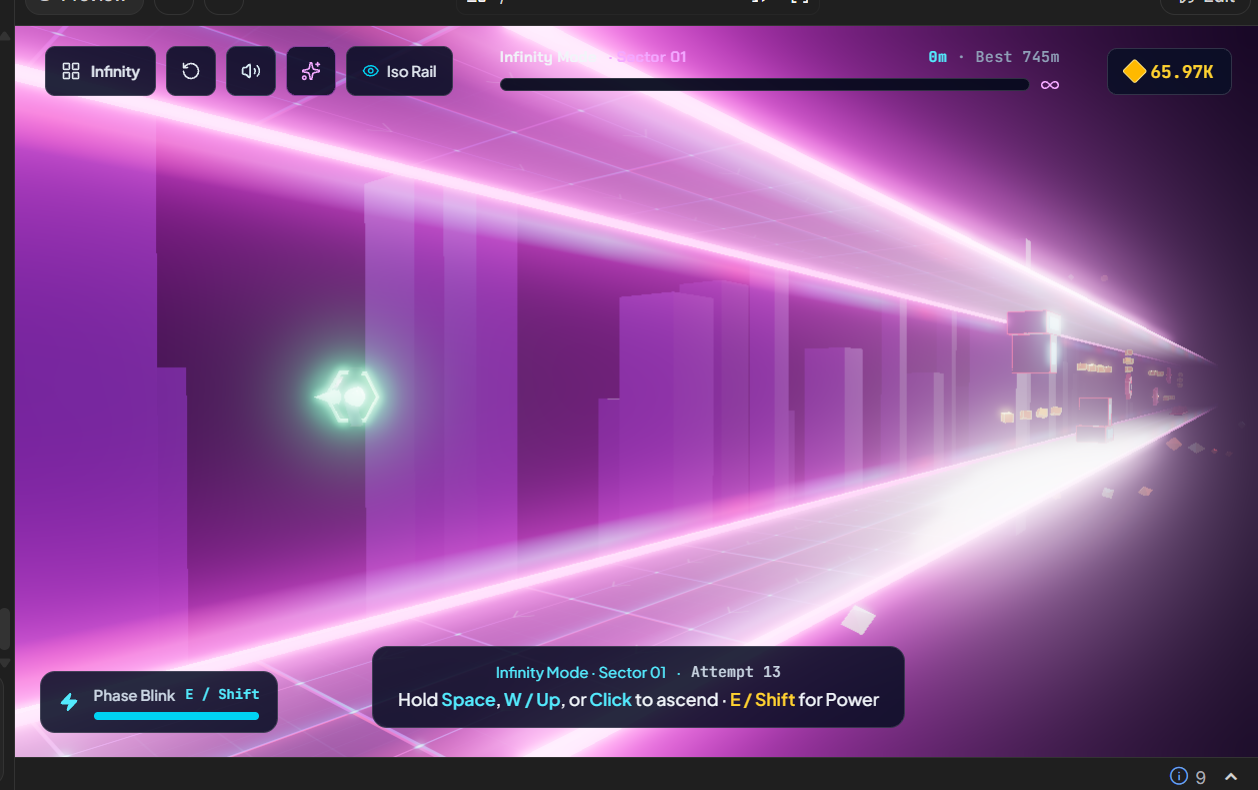 Infinity
Iso Rail
Infinity Mode · Sector 01
0m · Best 745m
∞
65.97K
Phase Blink E / Shift
Infinity Mode · Sector 01 · Attempt 13
Hold Space, W / Up, or Click to ascend · E / Shift for Power
9